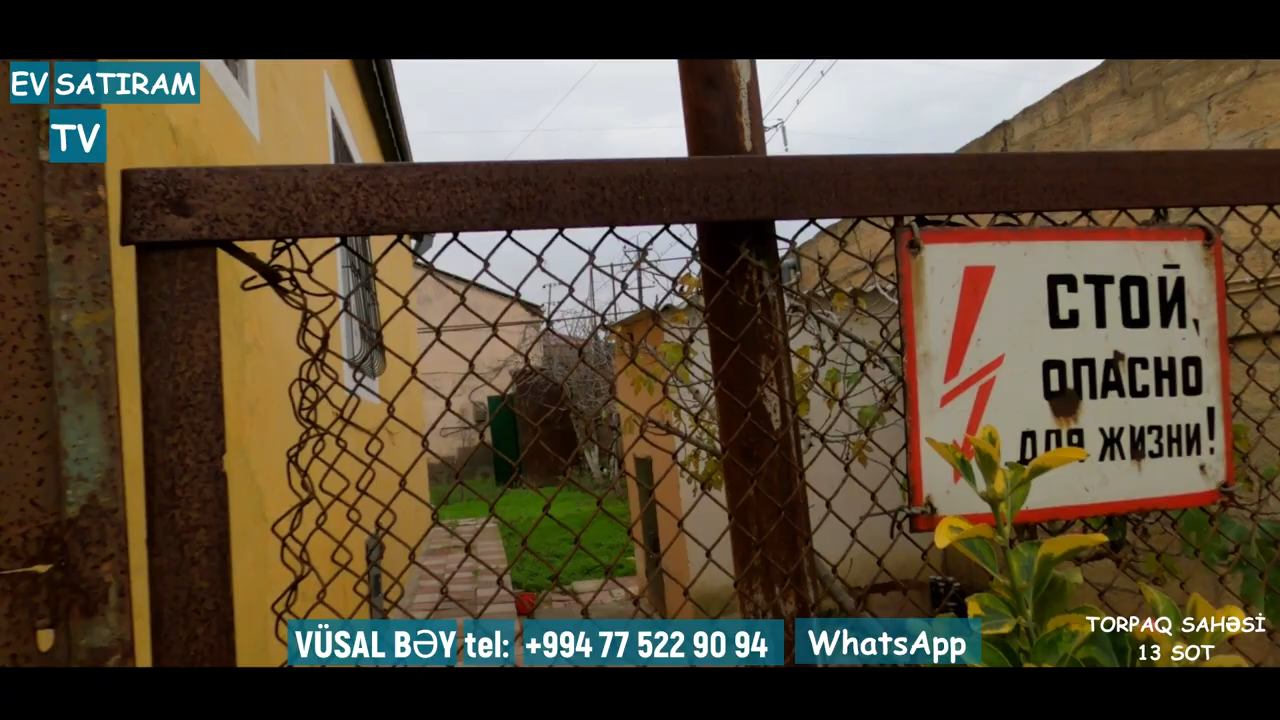 EV SATIRAM
TV
СТОЙ,
ОПАСНО
ДЛЯ ЖИЗНИ!
TORPAQ SAHƏSİ
13 SOT
VÜSAL BƏY tel: +994 77 522 90 94 WhatsApp